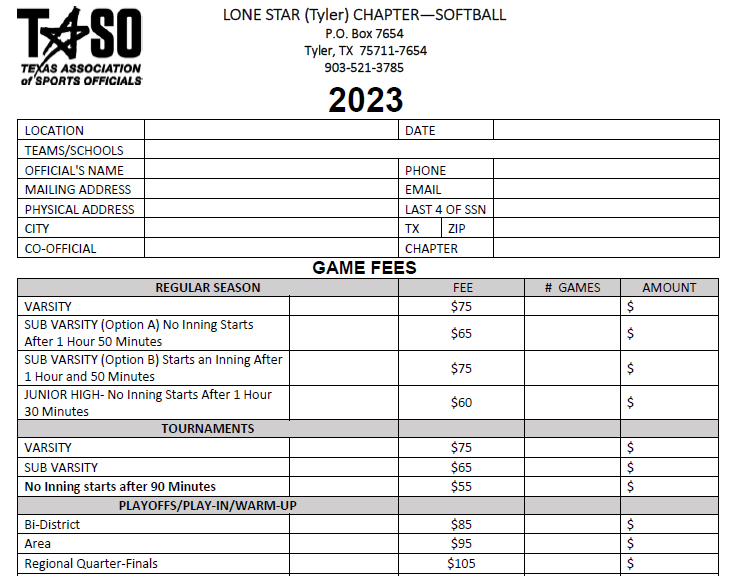 TASO
TEXAS ASSOCIATION
of SPORTS OFFICIALS
LONE STAR (Tyler) CHAPTER—SOFTBALL
P.O. Box 7654
Tyler, TX 75711-7654
903-521-3785
2023
LOCATION DATE
TEAMS/SCHOOLS
OFFICIAL'S NAME PHONE
MAILING ADDRESS EMAIL
PHYSICAL ADDRESS LAST 4 OF SSN
CITY TX ZIP
CO-OFFICIAL CHAPTER
GAME FEES
REGULAR SEASON FEE # GAMES AMOUNT
VARSITY $75 $
SUB VARSITY (Option A) No Inning Starts
After 1 Hour 50 Minutes $65 $
SUB VARSITY (Option B) Starts an Inning After
1 Hour and 50 Minutes $75 $
JUNIOR HIGH- No Inning Starts After 1 Hour
30 Minutes $60 $
TOURNAMENTS
VARSITY $75 $
SUB VARSITY $65 $
No Inning starts after 90 Minutes $55 $
PLAYOFFS/PLAY-IN/WARM-UP
Bi-District $85 $
Area $95 $
Regional Quarter-Finals $105 $